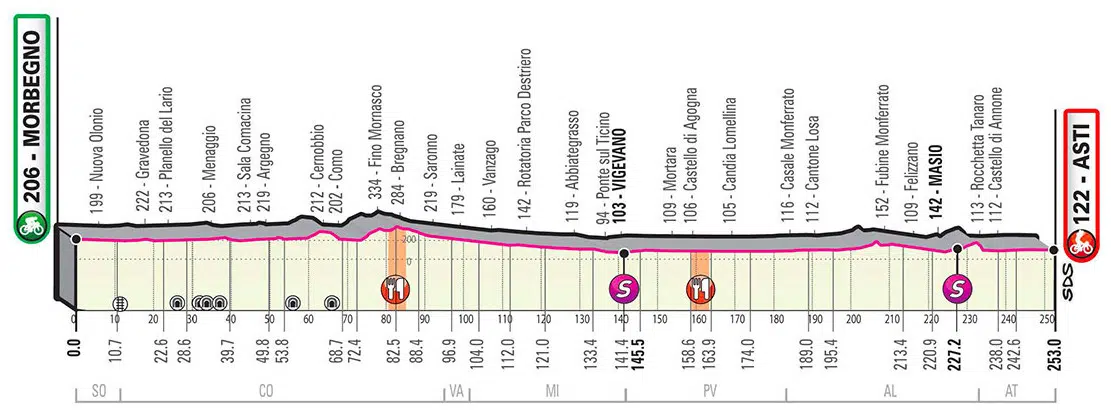 206 - MORBEGNO
199 - Nuova Olonio
222 - Gravedona
213 - Pianello del Lario
206 - Menaggio
213 - Sala Comacina
219 - Argegno
212 - Cernobbio
202 - Como
334 - Fino Mornasco
284 - Bregnano
219 - Saronno
179 - Lainate
160 - Vanzago
142 - Rotatoria Parco Destriero
119 - Abbiategrasso
94 - Ponte sul Ticino
103 - VIGEVANO
109 - Mortara
106 - Castello di Agogna
105 - Candia Lomellina
116 - Casale Monferrato
112 - Cantone Losa
152 - Fubine Monferrato
109 - Felizzano
142 - MASIO
113 - Rocchetta Tanaro
112 - Castello di Annone
122 - ASTI
200
0
S
S
SDS
0 10 20 30 40 50 60 70 80 90 100 110 120 130 140 150 160 170 180 190 200 210 220 230 240 250
0.0 10.7 22.6 28.6 39.7 49.8 53.8 68.7 72.4 82.5 88.4 96.9 104.0 112.0 121.0 133.4 141.4 145.5 158.6 163.9 174.0 189.0 195.4 213.4 220.9 227.2 238.0 242.6 253.0
SO CO VA MI PV AL AT